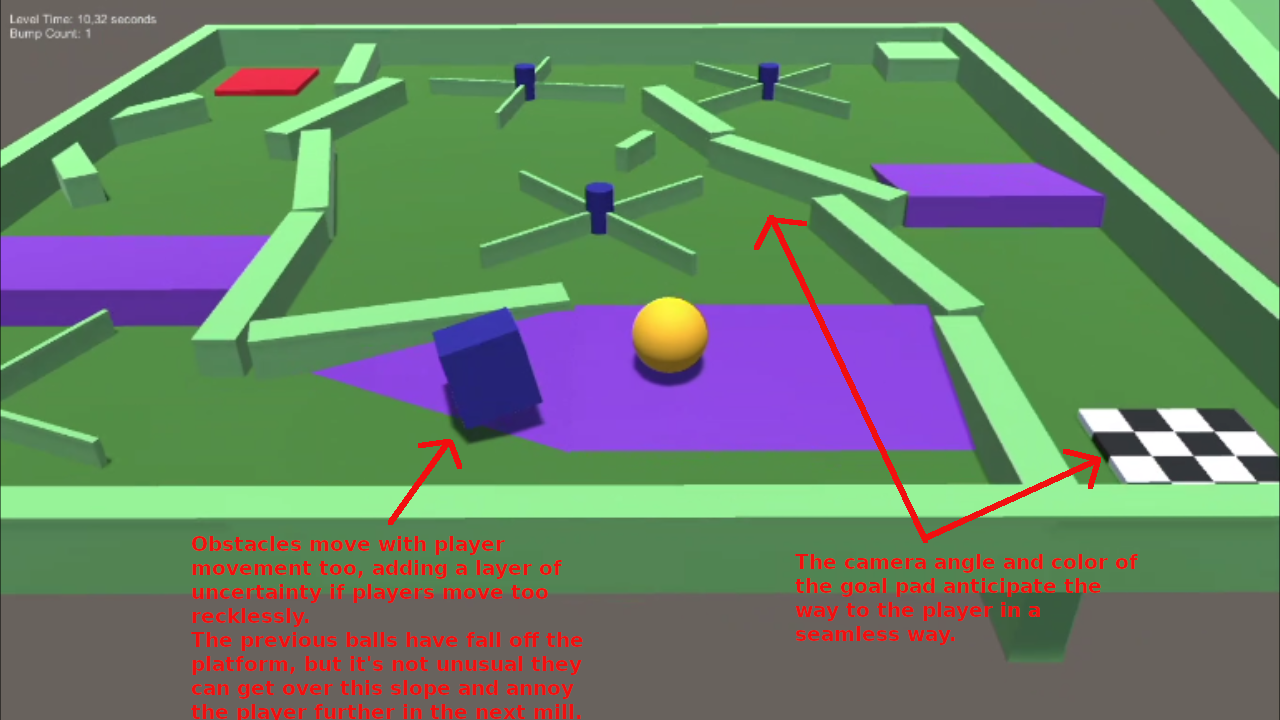 Level Time: 10,32 seconds
Bump Count: 1
Obstacles move with player
movement too, adding a layer of
uncertainty if players move too
recklessly.
The previous balls have fall off the
platform, but it's not unusual they
can get over this slope and annoy
the player further in the next mill.
The camera angle and color of
the goal pad anticipate the
way to the player in a
seamless way.